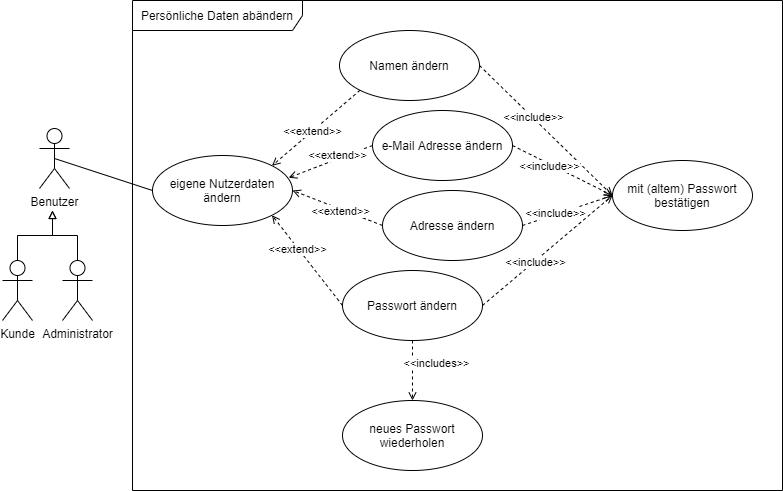 Persönliche Daten abändern
Namen ändern
<<include>>
<<extend>>
e-Mail Adresse ändern
<<extend>>
<<include>>
eigene Nutzerdaten
ändern
mit (altem) Passwort
bestätigen
Benutzer
<<extend>>
<<include>>
Adresse ändern
<<extend>>
<<include>>
Passwort ändern
Kunde
Administrator
<<includes>>
neues Passwort
wiederholen